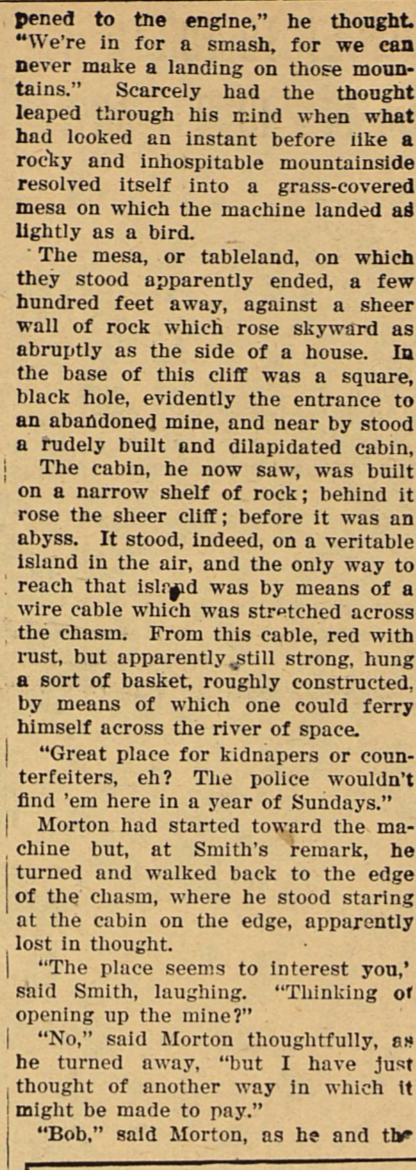 pened to the engine," he thought.
"We're in for a smash, for we can
never make a landing on those moun-
tains." Scarcely had the thought
leaped through his mind when what
had looked an instant before like a
rocky and inhospitable mountainside
resolved itself into a grass-covered
mesa on which the machine landed as
lightly as a bird.
The mesa, or tableland, on which
they stood apparently ended, a few
hundred feet away, against a sheer
wall of rock which rose skyward as
abruptly as the side of a house. In
the base of this cliff was a square,
black hole, evidently the entrance to
an abandoned mine, and near by stood
a rudely built and dilapidated cabin,
The cabin, he now saw, was built
on a narrow shelf of rock; behind it
rose the sheer cliff; before it was an
abyss. It stood, indeed, on a veritable
island in the air, and the only way to
reach that island was by means of a
wire cable which was stretched across
the chasm. From this cable, red with
rust, but apparently still strong, hung
a sort of basket, roughly constructed,
by means of which one could ferry
himself across the river of space.
"Great place for kidnapers or coun-
terfeiters, eh? The police wouldn't
find 'em here in a year of Sundays."
Morton had started toward the ma-
chine but, at Smith's remark, he
turned and walked back to the edge
of the chasm, where he stood staring
at the cabin on the edge, apparently
lost in thought.
"The place seems to interest you,'
said Smith, laughing. "Thinking of
opening up the mine?"
"No," said Morton thoughtfully, as
he turned away, "but I have just
thought of another way in which it
might be made to pay."
"Bob," said Morton, as he and the